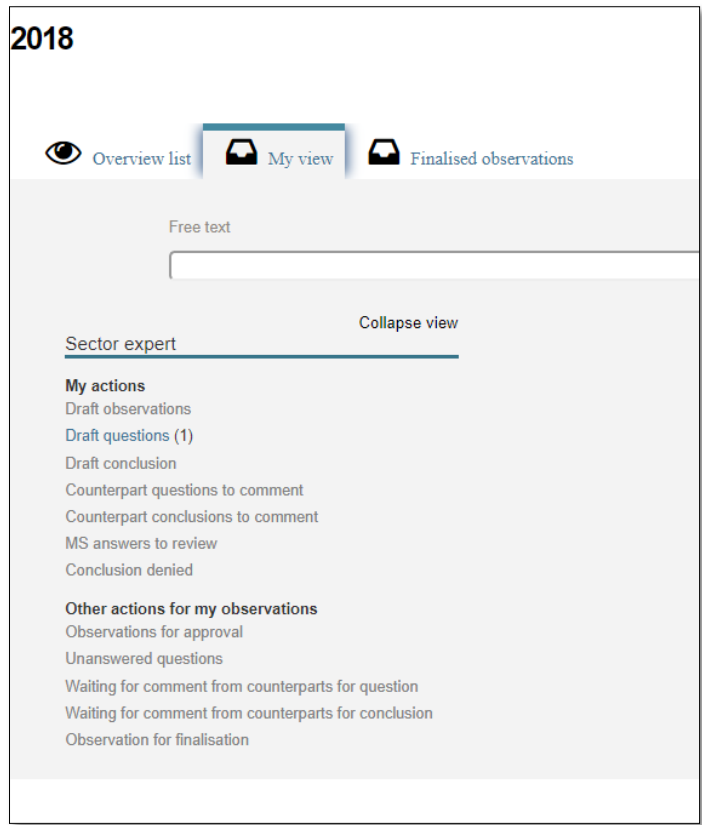 2018
Overview list My view Finalised observations
Free text
Collapse view
Sector expert
My actions
Draft observations
Draft questions (1)
Draft conclusion
Counterpart questions to comment
Counterpart conclusions to comment
MS answers to review
Conclusion denied
Other actions for my observations
Observations for approval
Unanswered questions
Waiting for comment from counterparts for question
Waiting for comment from counterparts for conclusion
Observation for finalisation